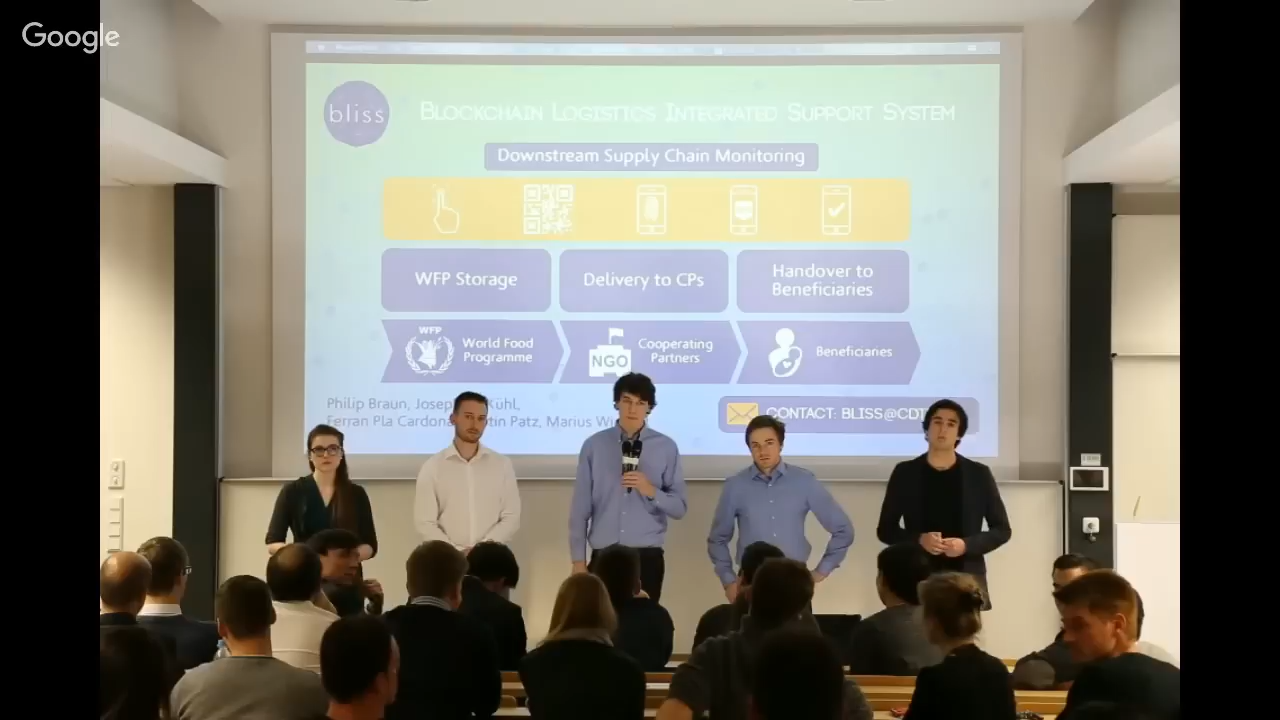 Google
bliss
BLOCKCHAIN LOGISTICS INTEGRATED SUPPORT SYSTEM
Downstream Supply Chain Monitoring
WFP Storage
Delivery to CPs
Handover to
Beneficiaries
WFP
World Food
Programme
NGO
Cooperating
Partners
Beneficiaries
Philip Braun, Kühl,
Ferran Pla Patz, Marius
CONTACT: BLISS@CDT